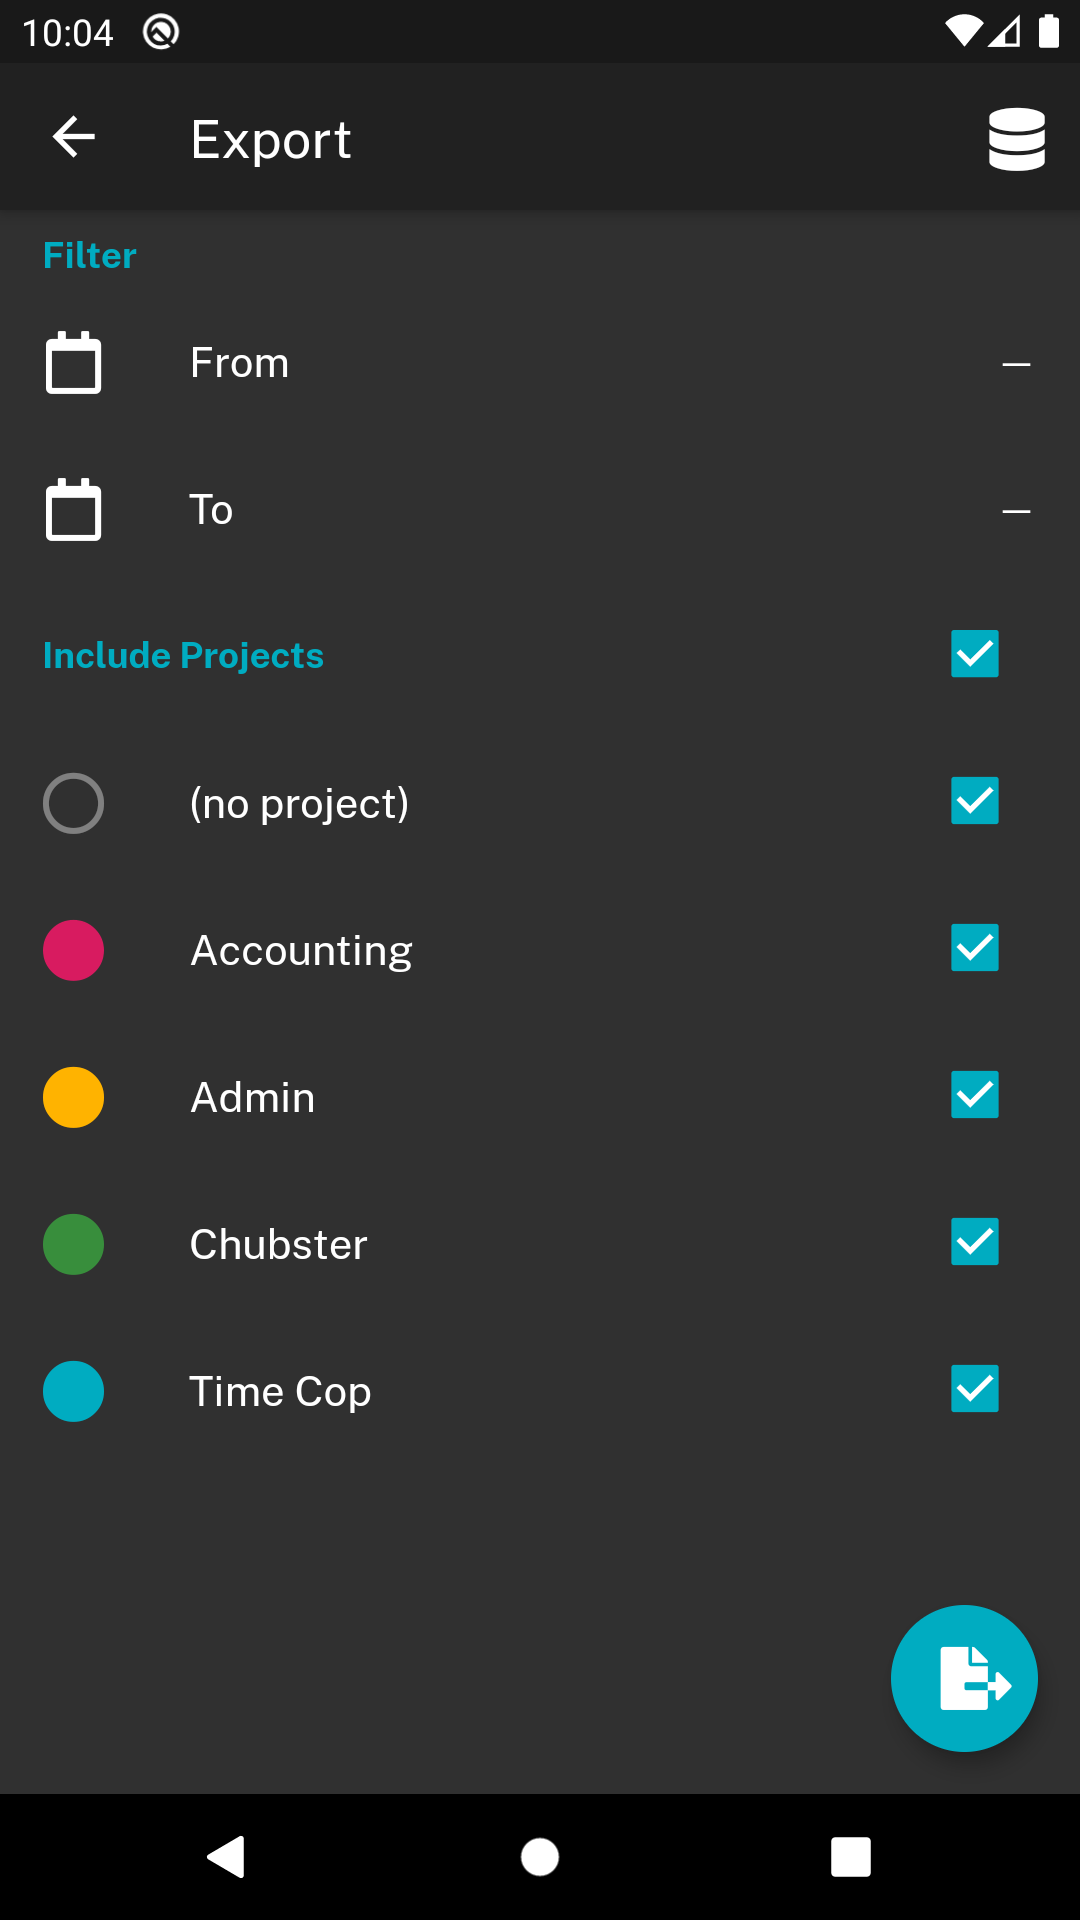 10:04
Export
Filter
From —
To —
Include Projects
(no project)
Accounting
Admin
Chubster
Time Cop